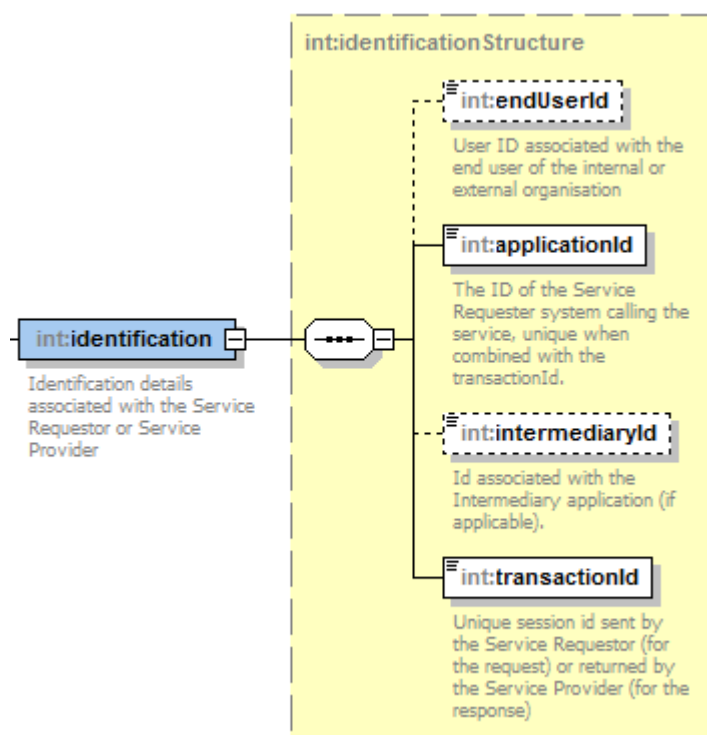 int:identificationStructure
int:endUserId
User ID associated with the
end user of the internal or
external organisation
int:applicationId
The ID of the Service
Requester system calling the
service, unique when
combined with the
transactionId.
int:identification
Identification details
associated with the Service
Requestor or Service
Provider
int:intermediaryId
Id associated with the
Intermediary application (if
applicable).
int:transactionId
Unique session id sent by
the Service Requestor (for
the request) or returned by
the Service Provider (for the
response)